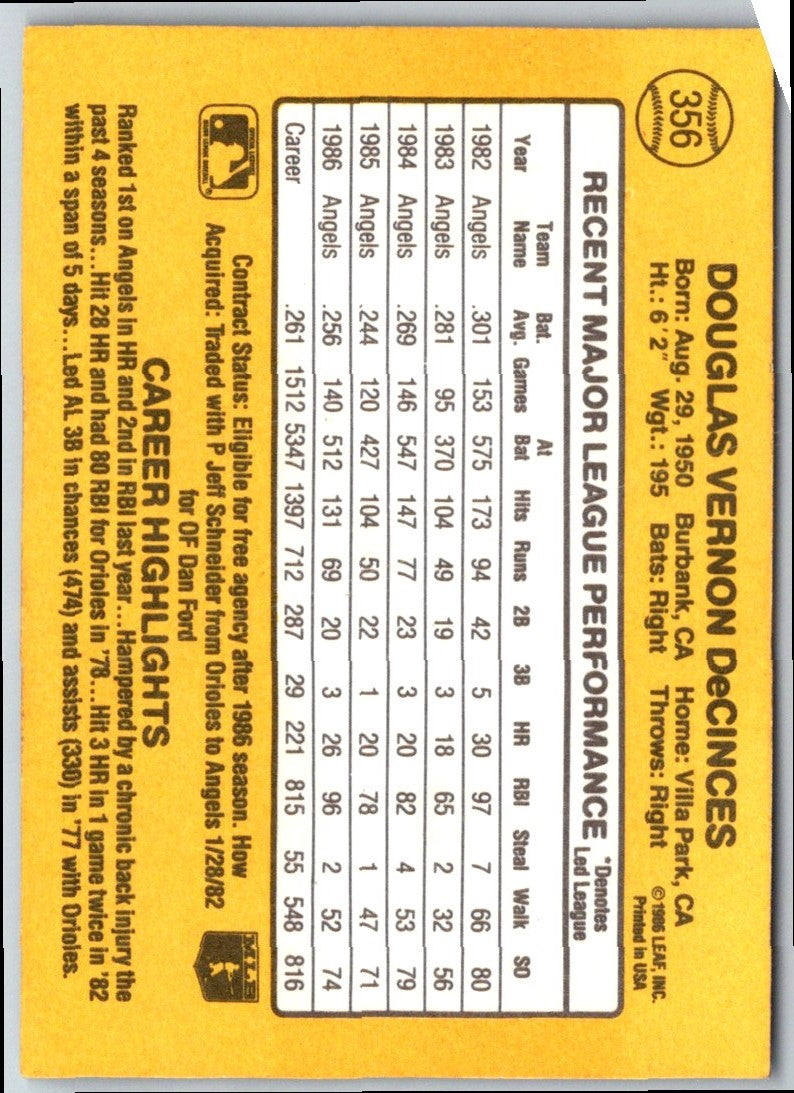 356
DOUGLAS VERNON DeCINCES
Born: Aug. 29, 1950 Burbank, CA Home: Villa Park, CA
Ht.: 6'2" Wgt.: 195 Bats: Right Throws: Right
©1986 LEAF, INC.
Printed in USA
RECENT MAJOR LEAGUE PERFORMANCE *Denotes
Led League
Team Bat. At
Year Name Avg. Games Bat Hits Runs 2B 3B HR RBI Steal Walk SO
1982 Angels .301 153 575 173 94 42 5 30 97 7 66 80
1983 Angels .281 95 370 104 49 19 3 18 65 2 32 56
1984 Angels .269 146 547 147 77 23 3 20 82 4 53 79
1985 Angels .244 120 427 104 50 22 1 20 78 1 47 71
1986 Angels .256 140 512 131 69 20 3 26 96 2 52 74
Career .261 1512 5347 1397 712 287 29 221 815 55 548 816
Contract Status: Eligible for free agency after 1986 season. How
Acquired: Traded with P Jeff Schneider from Orioles to Angels 1/28/82
for OF Dan Ford
MLB
CAREER HIGHLIGHTS
Ranked 1st on Angels in HR and 2nd in RBI last year...Hampered by a chronic back injury the
past 4 seasons...Hit 28 HR and had 80 RBI for Orioles in '78...Hit 3 HR in 1 game twice in '82
within a span of 5 days...Led AL 3B in chances (474) and assists (330) in '77 with Orioles.